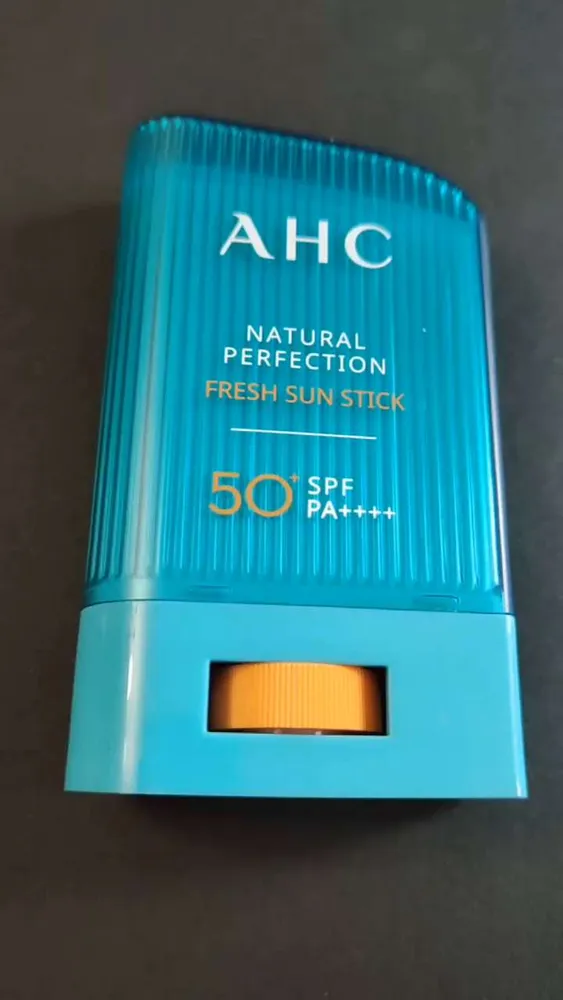 AHC
NATURAL
PERFECTION
FRESH SUN STICK
50+ SPF
PA++++